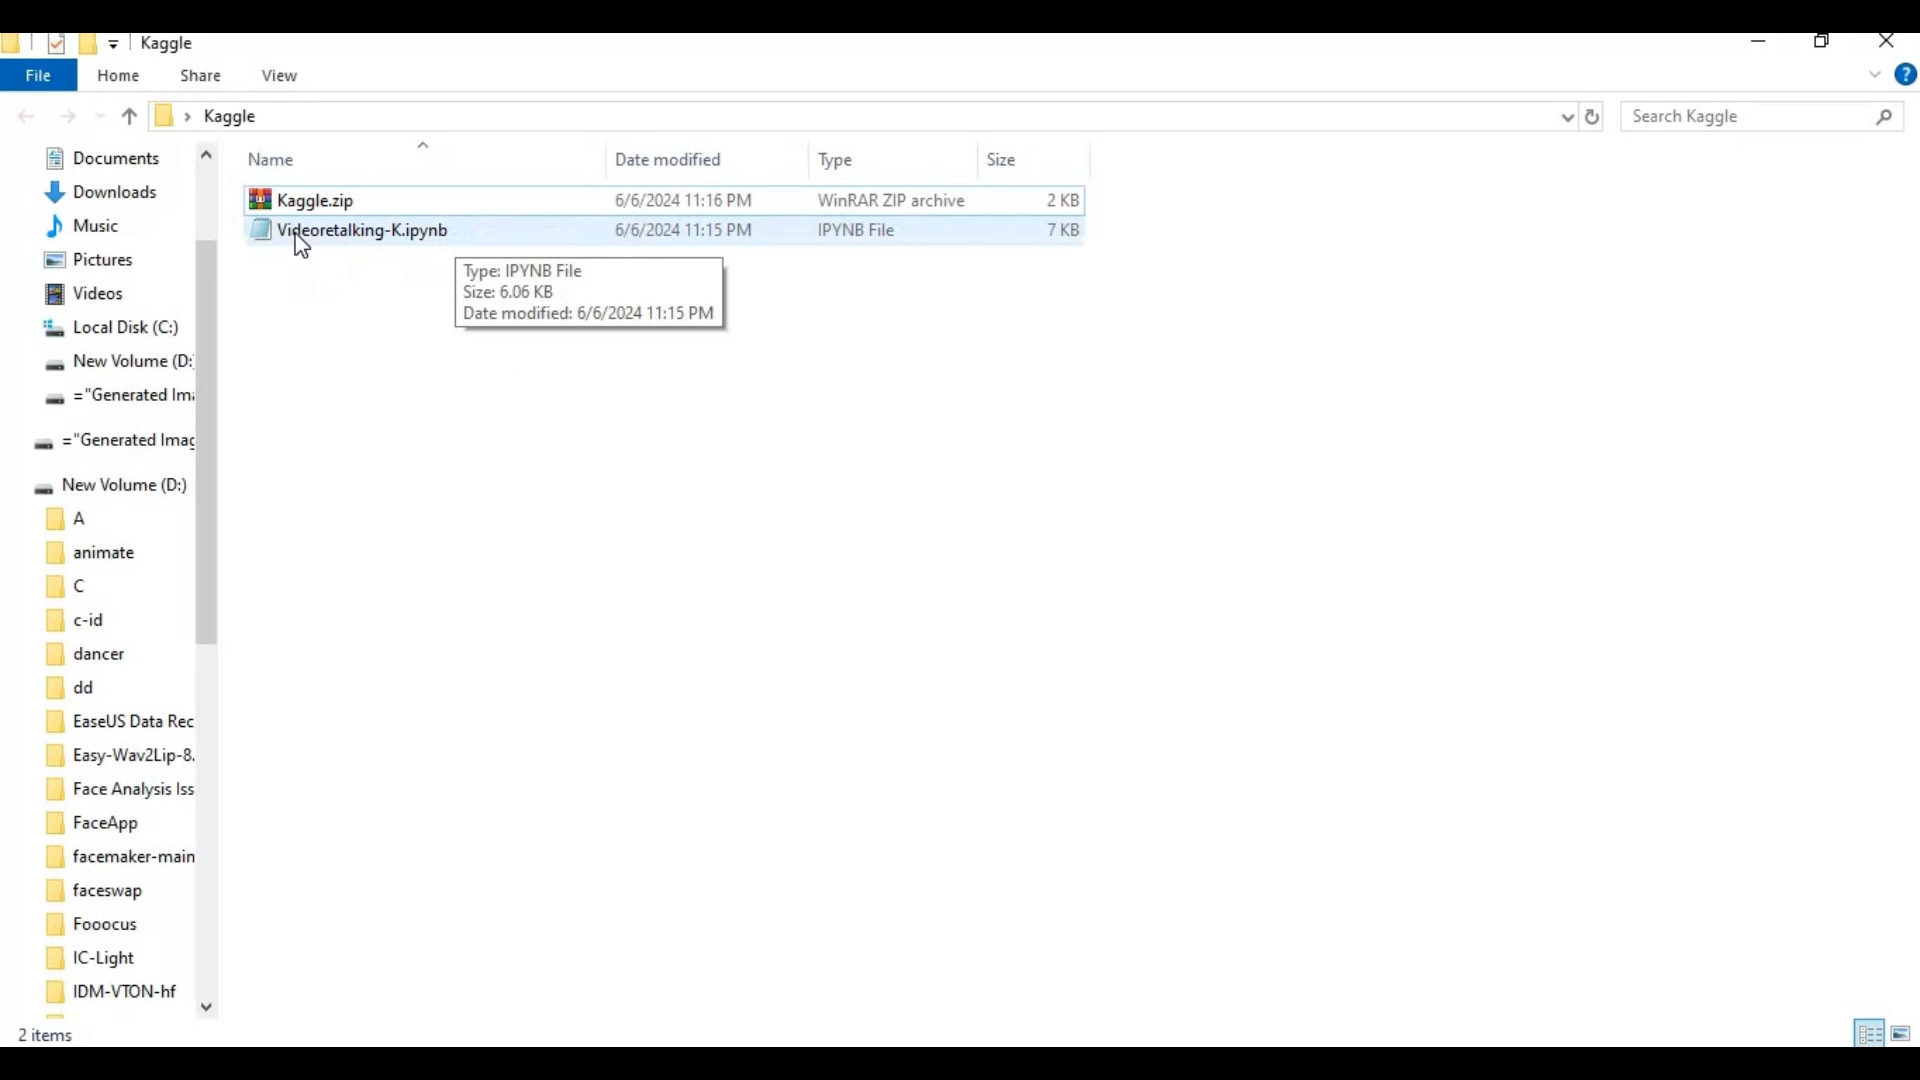 Kaggle
File Home Share View
Kaggle
Search Kaggle
Name Date modified Type Size
Kaggle.zip 6/6/2024 11:16 PM WinRAR ZIP archive 2 KB
Videoretalking-K.ipynb 6/6/2024 11:15 PM IPYNB File 7 KB
Type: IPYNB File
Size: 6.06 KB
Date modified: 6/6/2024 11:15 PM
Documents
Downloads
Music
Pictures
Videos
Local Disk (C:)
New Volume (D:
="Generated Ima
="Generated Imag
New Volume (D:)
A
animate
C
c-id
dancer
dd
EaseUS Data Rec
Easy-Wav2Lip-8.
Face Analysis Iss
FaceApp
facemaker-main
faceswap
Fooocus
IC-Light
IDM-VTON-hf
2 items